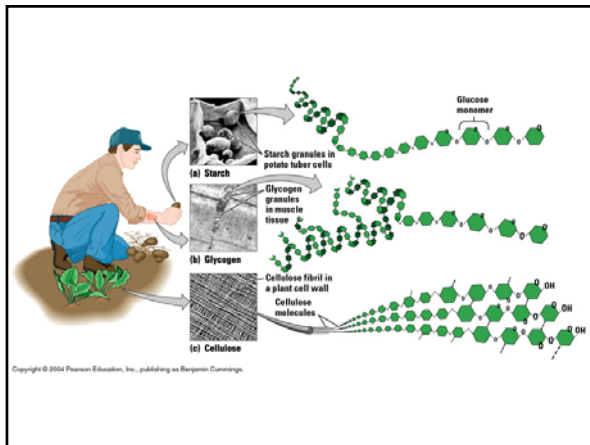 Glucose
monomer
Starch granules in
potato tuber cells
(a) Starch
Glycogen
granules
in muscle
tissue
(b) Glycogen
Cellulose fibril in
a plant cell wall
Cellulose
molecules
(c) Cellulose
O
O
O
O
O
O
O
O
OH
OH
Copyright © 2004 Pearson Education, Inc., publishing as Benjamin Cummings.